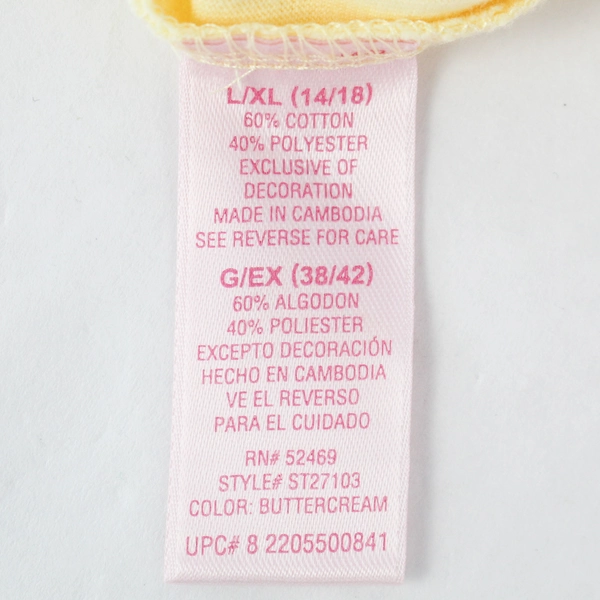 L/XL (14/18)
60% COTTON
40% POLYESTER
EXCLUSIVE OF
DECORATION
MADE IN CAMBODIA
SEE REVERSE FOR CARE
G/EX (38/42)
60% ALGODON
40% POLIESTER
EXCEPTO DECORACIÓN
HECHO EN CAMBODIA
VE EL REVERSO
PARA EL CUIDADO
RN# 52469
STYLE# ST27103
COLOR: BUTTERCREAM
UPC# 8 2205500841